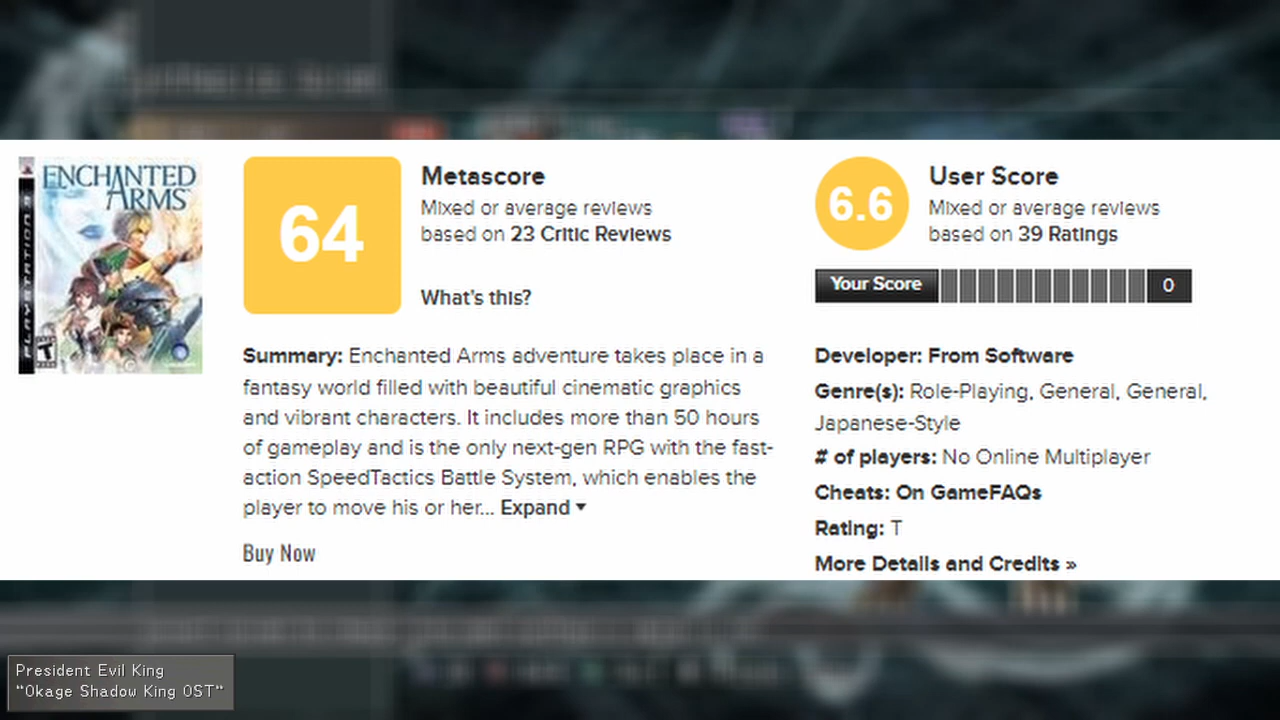 ENCHANTED
ARMS
PLAYSTATION 3
64
Metascore
Mixed or average reviews
based on 23 Critic Reviews
What's this?
6.6
User Score
Mixed or average reviews
based on 39 Ratings
Your Score
0
Summary: Enchanted Arms adventure takes place in a
fantasy world filled with beautiful cinematic graphics
and vibrant characters. It includes more than 50 hours
of gameplay and is the only next-gen RPG with the fast-
action SpeedTactics Battle System, which enables the
player to move his or her... Expand
Buy Now
Developer: From Software
Genre(s): Role-Playing, General, General,
Japanese-Style
# of players: No Online Multiplayer
Cheats: On GameFAQs
Rating: T
More Details and Credits »
President Evil King
“Okage Shadow King OST“